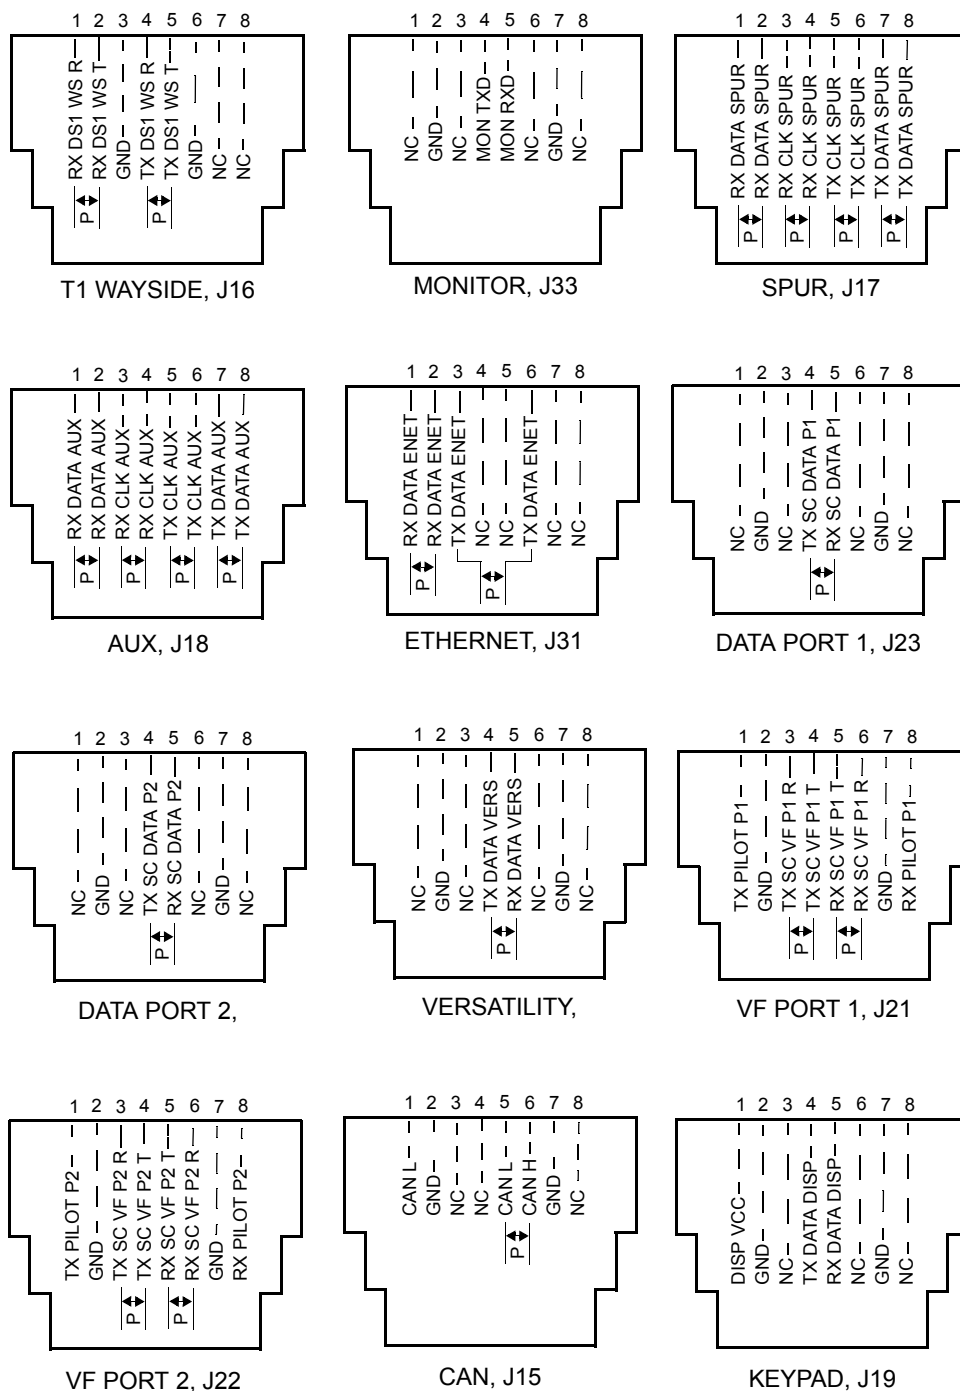 1 2 3 4 5 6 7 8
RX DS1 WS R
RX DS1 WS T
GND
TX DS1 WS R
TX DS1 WS T
GND
NC
NC
P
P
T1 WAYSIDE, J16
1 2 3 4 5 6 7 8
NC
GND
NC
MON TXD
MON RXD
NC
GND
NC
MONITOR, J33
1 2 3 4 5 6 7 8
RX DATA SPUR
RX DATA SPUR
RX CLK SPUR
RX CLK SPUR
TX CLK SPUR
TX CLK SPUR
TX DATA SPUR
TX DATA SPUR
P
P
P
P
SPUR, J17
1 2 3 4 5 6 7 8
RX DATA AUX
RX DATA AUX
RX CLK AUX
RX CLK AUX
TX CLK AUX
TX CLK AUX
TX DATA AUX
TX DATA AUX
P
P
P
P
AUX, J18
1 2 3 4 5 6 7 8
RX DATA ENET
RX DATA ENET
TX DATA ENET
NC
NC
TX DATA ENET
NC
NC
P
P
ETHERNET, J31
1 2 3 4 5 6 7 8
NC
GND
NC
TX SC DATA P1
RX SC DATA P1
NC
GND
NC
P
DATA PORT 1, J23
1 2 3 4 5 6 7 8
NC
GND
NC
TX SC DATA P2
RX SC DATA P2
NC
GND
NC
P
DATA PORT 2,
1 2 3 4 5 6 7 8
NC
GND
NC
TX DATA VERS
RX DATA VERS
NC
GND
NC
P
VERSATILITY,
1 2 3 4 5 6 7 8
TX PILOT P1
GND
TX SC VF P1 R
TX SC VF P1 T
RX SC VF P1 T
RX SC VF P1 R
GND
RX PILOT P1
P
P
VF PORT 1, J21
1 2 3 4 5 6 7 8
TX PILOT P2
GND
TX SC VF P2 R
TX SC VF P2 T
RX SC VF P2 T
RX SC VF P2 R
GND
RX PILOT P2
P
P
VF PORT 2, J22
1 2 3 4 5 6 7 8
CAN L
GND
NC
NC
CAN L
CAN H
GND
NC
P
CAN, J15
1 2 3 4 5 6 7 8
DISP VCC
GND
NC
TX DATA DISP
RX DATA DISP
NC
GND
NC
KEYPAD, J19